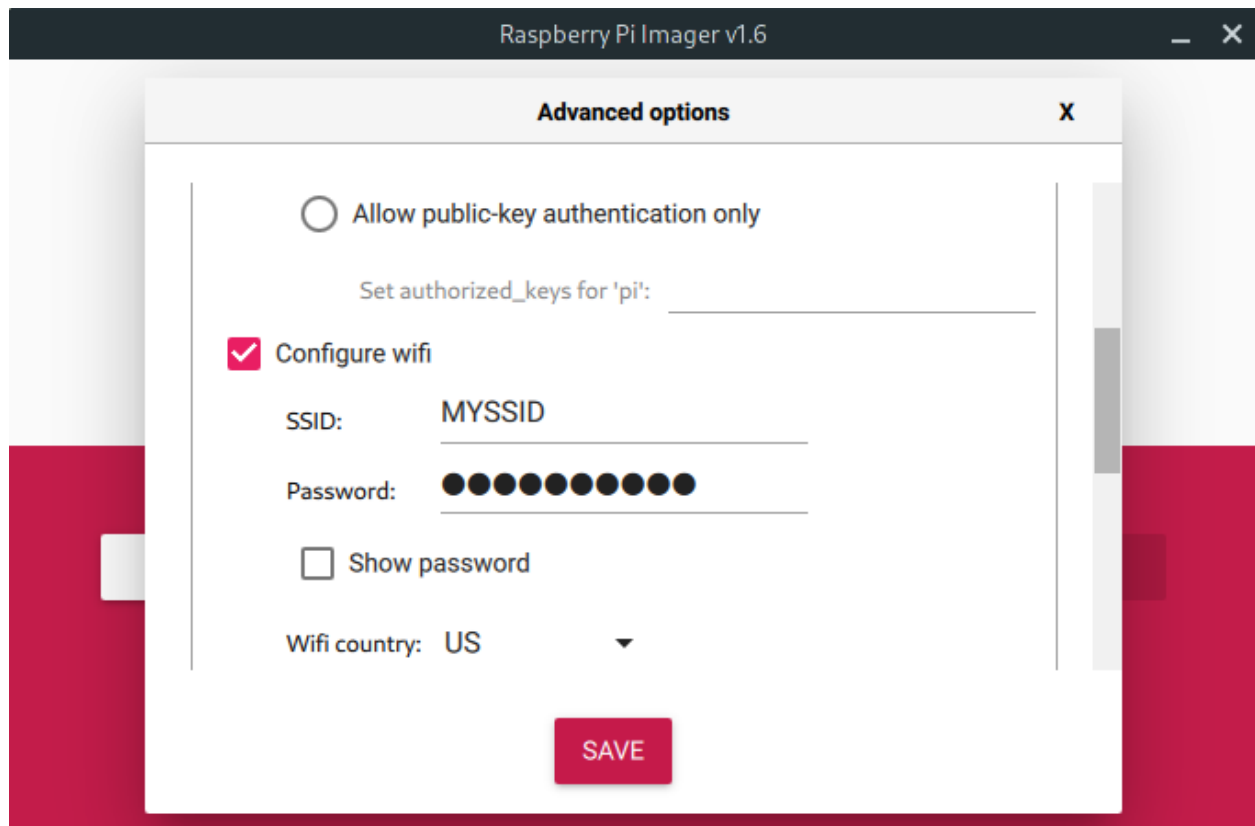 Raspberry Pi Imager v1.6
Advanced options X
Allow public-key authentication only
Set authorized_keys for 'pi':
Configure wifi
SSID: MYSSID
Password: ●●●●●●●●●●
Show password
Wifi country: US
SAVE